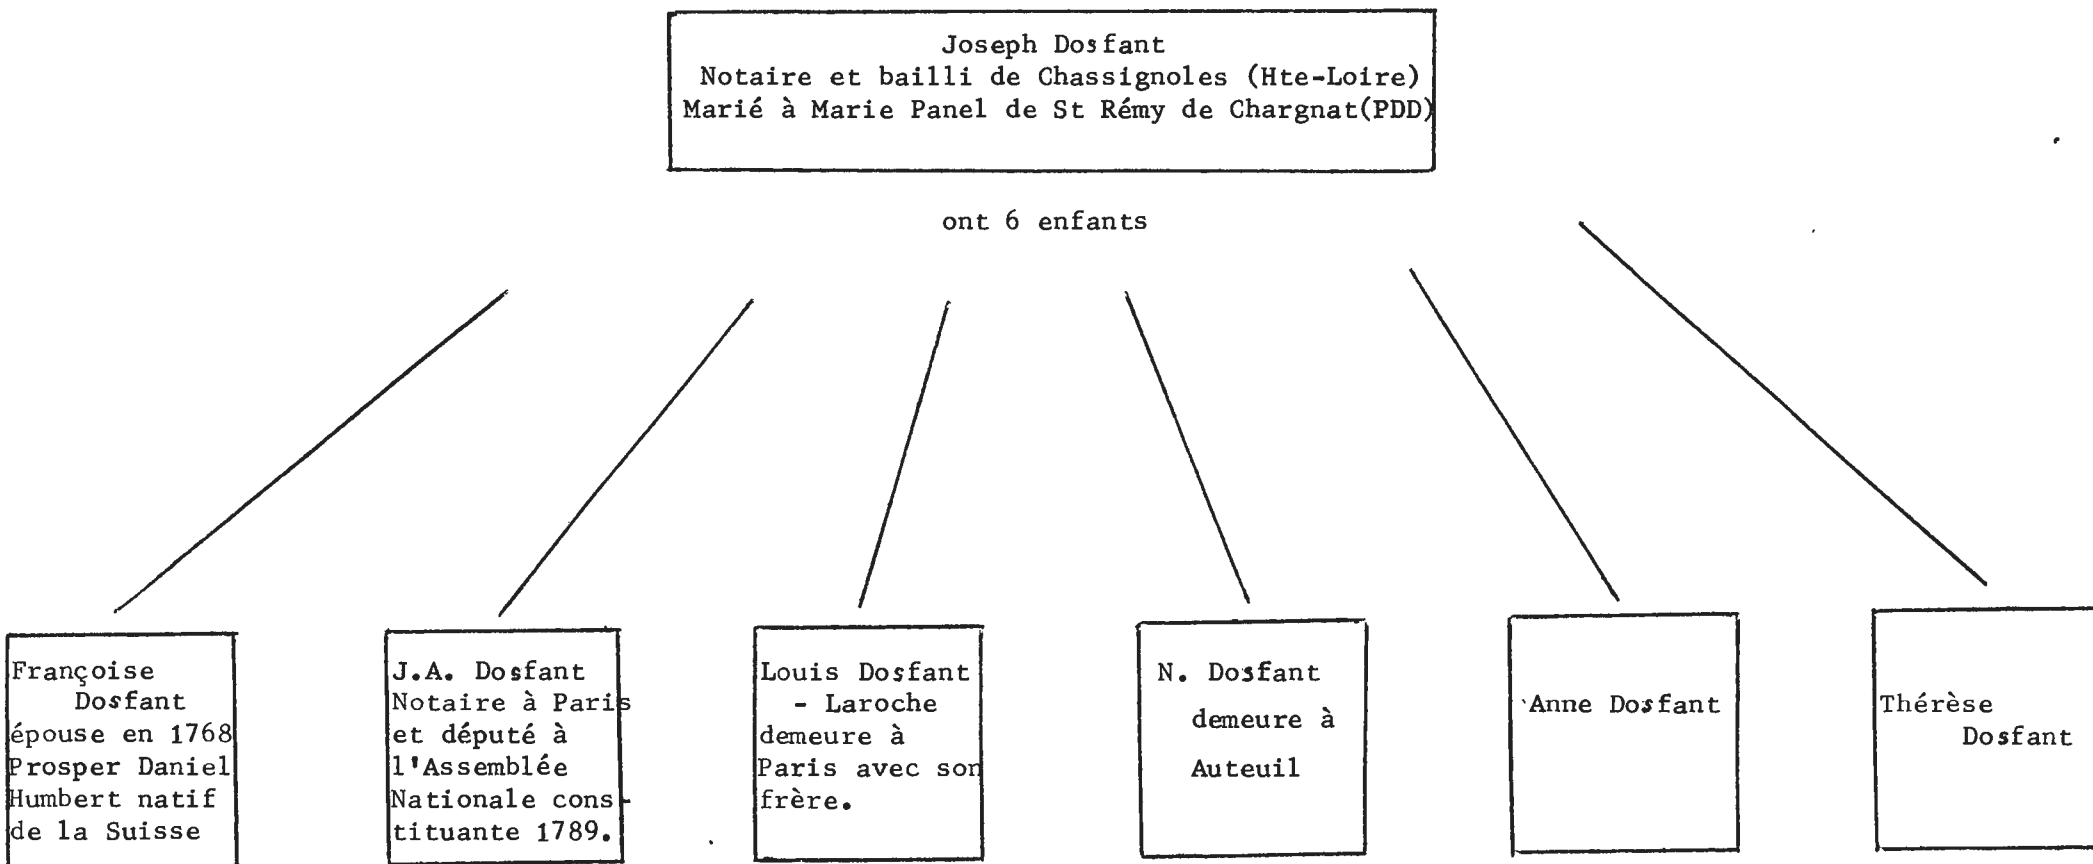 Joseph Dosfant
Notaire et bailli de Chassignoles (Hte-Loire)
Marié à Marie Panel de St Rémy de Chargnat(PDD)
ont 6 enfants
Françoise
Dosfant
épouse en 1768
Prosper Daniel
Humbert natif
de la Suisse
J.A. Dosfant
Notaire à Paris
et député à
l'Assemblée
Nationale cons-
tituante 1789.
Louis Dosfant
- Laroche
demeure à
Paris avec son
frère.
N. Dosfant
demeure à
Auteuil
Anne Dosfant
Thérèse
Dosfant